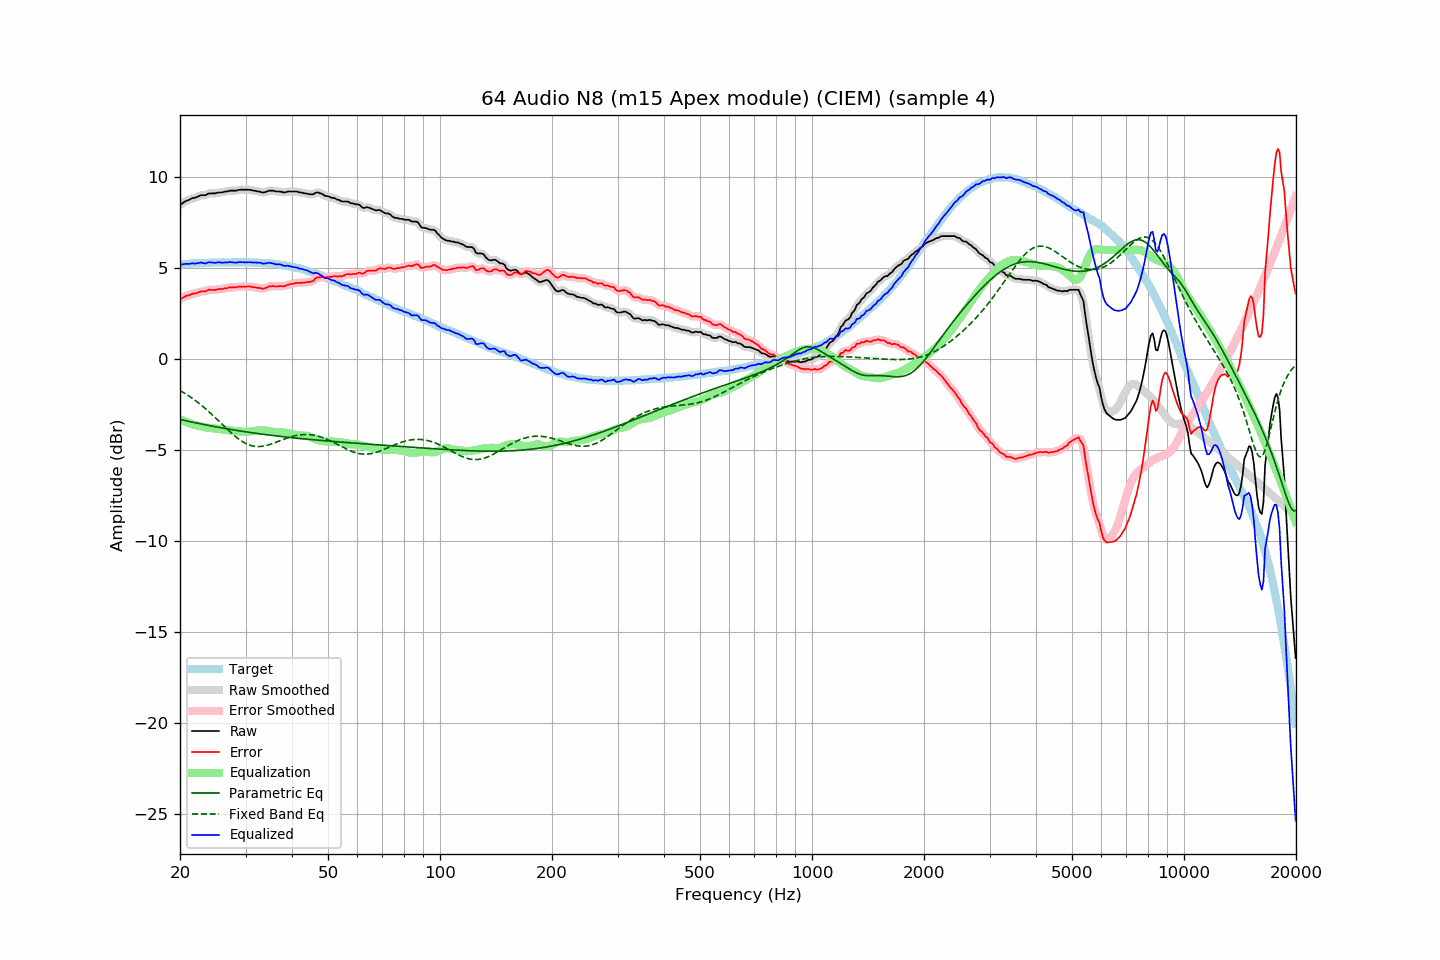 64 Audio N8 (m15 Apex module) (CIEM) (sample 4)
Amplitude (dBr)
10
5
0
−5
−10
−15
−20
−25
Target
Raw Smoothed
Error Smoothed
Raw
Error
Equalization
Parametric Eq
Fixed Band Eq
Equalized
20 50 100 200 500 1000 2000 5000 10000 20000
Frequency (Hz)